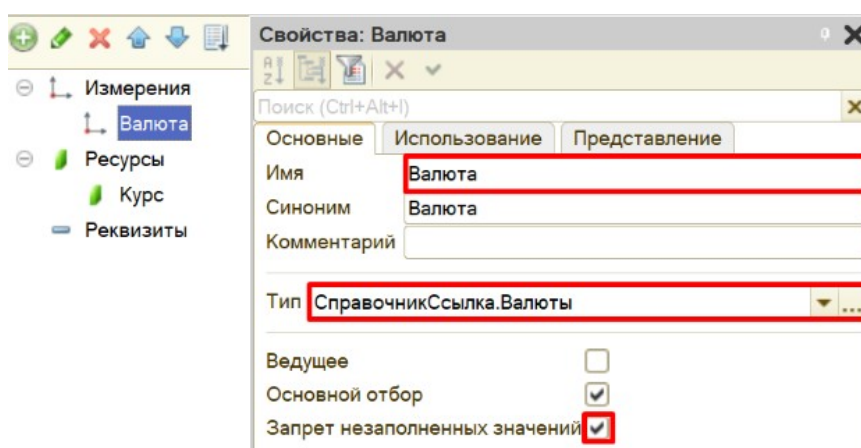 Свойства: Валюта
Поиск (Ctrl+Alt+I)
Измерения
Валюта
Ресурсы
Курс
Реквизиты
Основные Использование Представление
Имя Валюта
Синоним Валюта
Комментарий
Тип СправочникСсылка.Валюты ...
Ведущее
Основной отбор
Запрет незаполненных значений